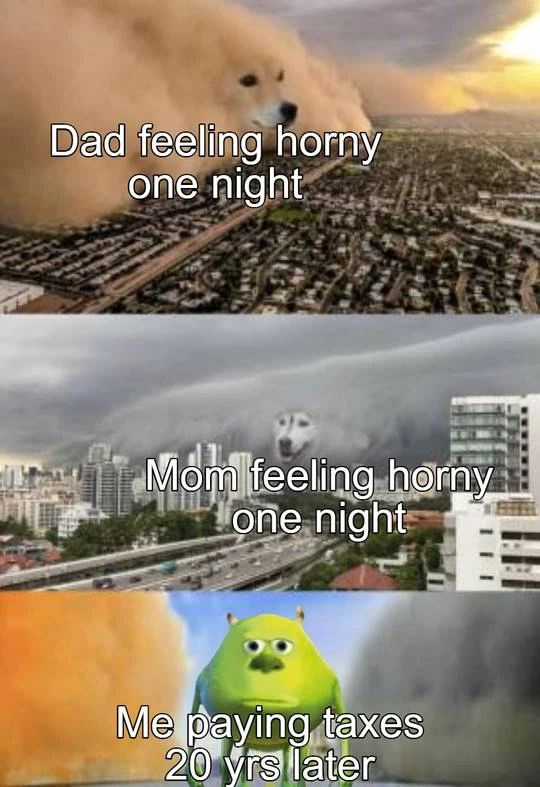 Dad feeling horny
one night
Mom feeling horny
one night
Me paying taxes
20 yrs later